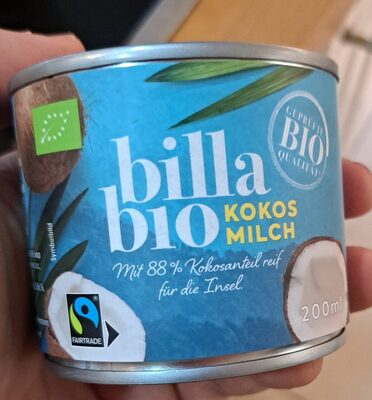 GEPRÜFTE
BIO
QUALITÄT
billa
bio
KOKOS
MILCH
Mit 88 % Kokosanteil reif
für die Insel.
Symbolbild
200ml
FAIRTRADE